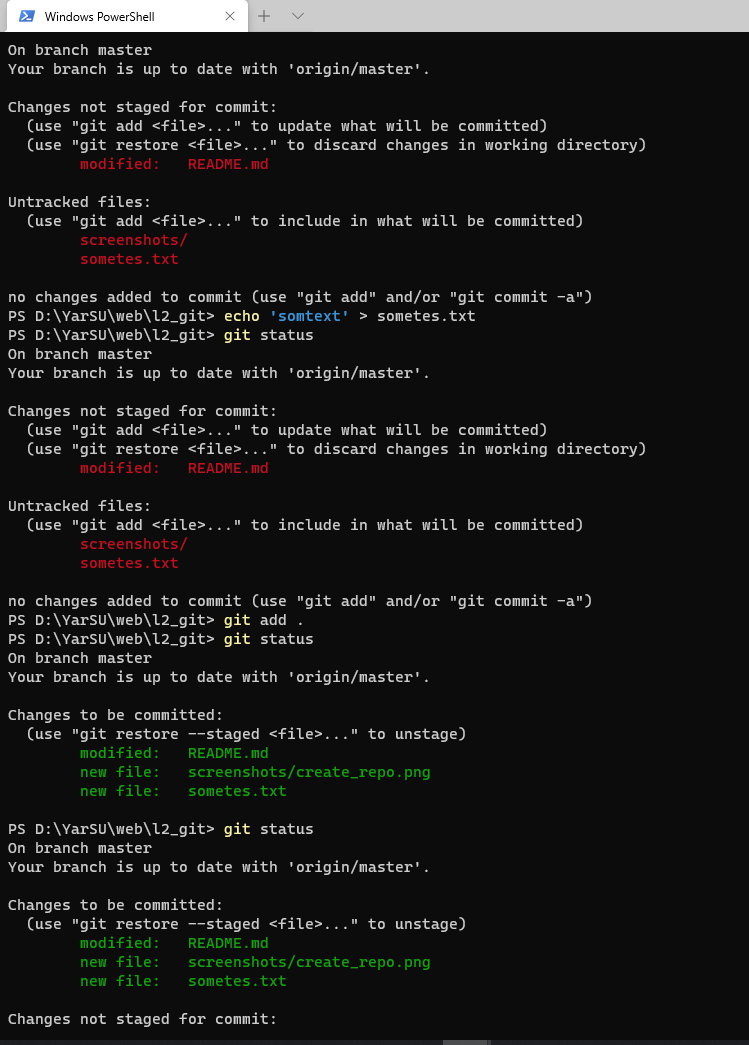 Windows PowerShell
On branch master
Your branch is up to date with 'origin/master'.
Changes not staged for commit:
(use "git add <file>..." to update what will be committed)
(use "git restore <file>..." to discard changes in working directory)
modified:   README.md
Untracked files:
(use "git add <file>..." to include in what will be committed)
screenshots/
sometes.txt
no changes added to commit (use "git add" and/or "git commit -a")
PS D:\YarSU\web\l2_git> echo 'somtext' > sometes.txt
PS D:\YarSU\web\l2_git> git status
On branch master
Your branch is up to date with 'origin/master'.
Changes not staged for commit:
(use "git add <file>..." to update what will be committed)
(use "git restore <file>..." to discard changes in working directory)
modified:   README.md
Untracked files:
(use "git add <file>..." to include in what will be committed)
screenshots/
sometes.txt
no changes added to commit (use "git add" and/or "git commit -a")
PS D:\YarSU\web\l2_git> git add .
PS D:\YarSU\web\l2_git> git status
On branch master
Your branch is up to date with 'origin/master'.
Changes to be committed:
(use "git restore --staged <file>..." to unstage)
modified:   README.md
new file:   screenshots/create_repo.png
new file:   sometes.txt
PS D:\YarSU\web\l2_git> git status
On branch master
Your branch is up to date with 'origin/master'.
Changes to be committed:
(use "git restore --staged <file>..." to unstage)
modified:   README.md
new file:   screenshots/create_repo.png
new file:   sometes.txt
Changes not staged for commit: